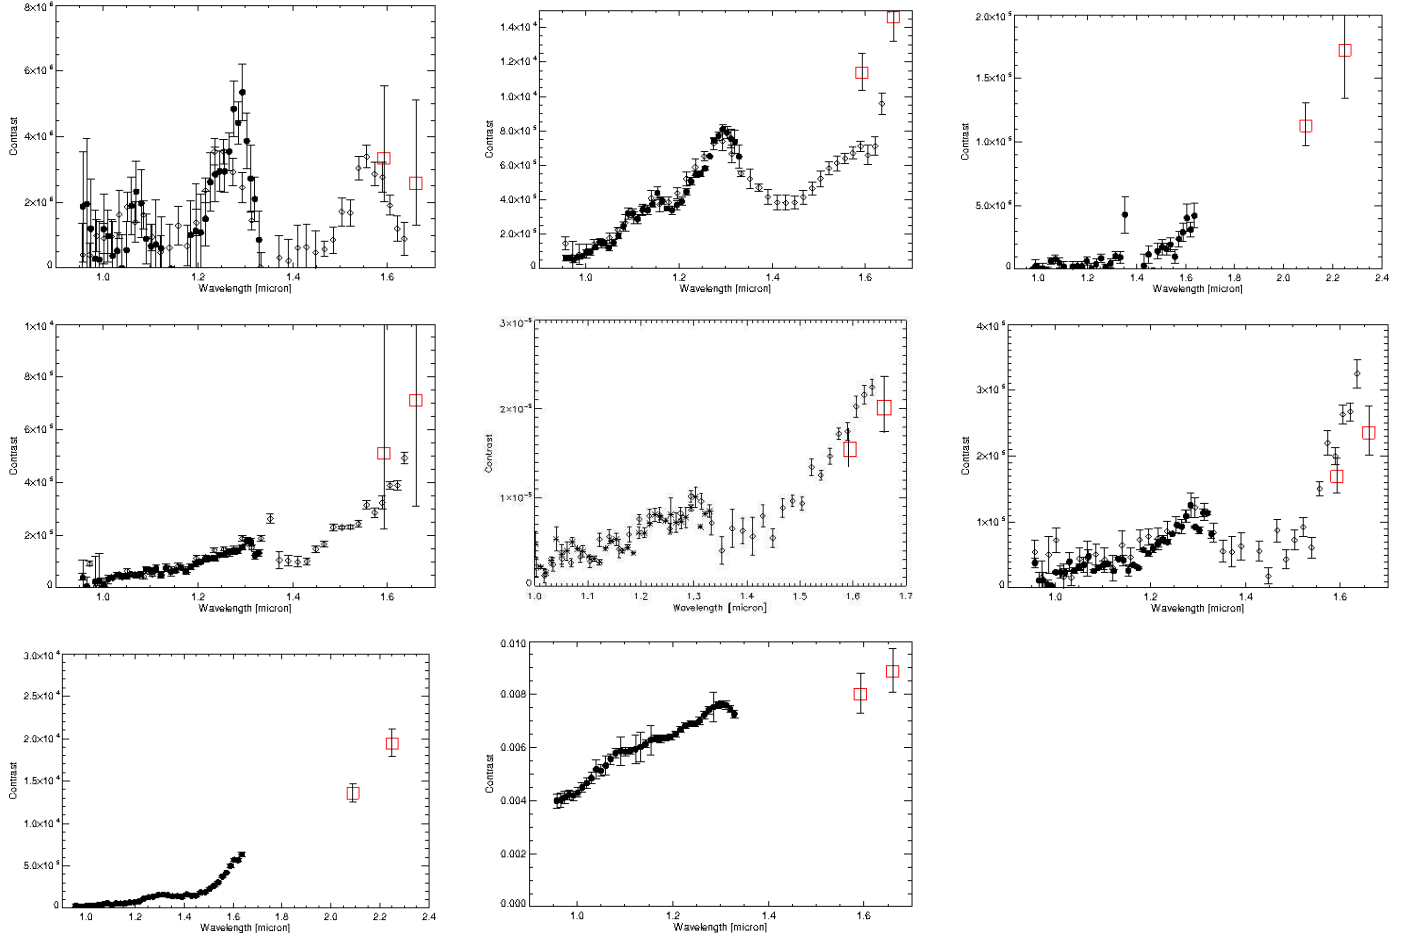 8×10 6
6×10 6
4×10 6
2×10 6
0
Contrast
1.0 1.2 1.4 1.6
Wavelength [micron]
1.4×10 4
1.2×10 4
1.0×10 4
8.0×10 5
6.0×10 5
4.0×10 5
2.0×10 5
0
Contrast
1.0 1.2 1.4 1.6
Wavelength [micron]
2.0×10 5
1.5×10 5
1.0×10 5
5.0×10 6
0
Contrast
1.0 1.2 1.4 1.6 1.8 2.0 2.2 2.4
Wavelength [micron]
1×10 4
8×10 5
6×10 5
4×10 5
2×10 5
0
Contrast
1.0 1.2 1.4 1.6
Wavelength [micron]
3×10⁻⁵
2×10⁻⁵
1×10⁻⁵
0
Contrast
1.0 1.1 1.2 1.3 1.4 1.5 1.6 1.7
Wavelength [micron]
4×10 5
3×10 5
2×10 5
1×10 5
0
Contrast
1.0 1.2 1.4 1.6
Wavelength [micron]
3.0×10 4
2.5×10 4
2.0×10 4
1.5×10 4
1.0×10 4
5.0×10 5
0
Contrast
1.0 1.2 1.4 1.6 1.8 2.0 2.2 2.4
Wavelength [micron]
0.010
0.008
0.006
0.004
0.002
0.000
Contrast
1.0 1.2 1.4 1.6
Wavelength [micron]